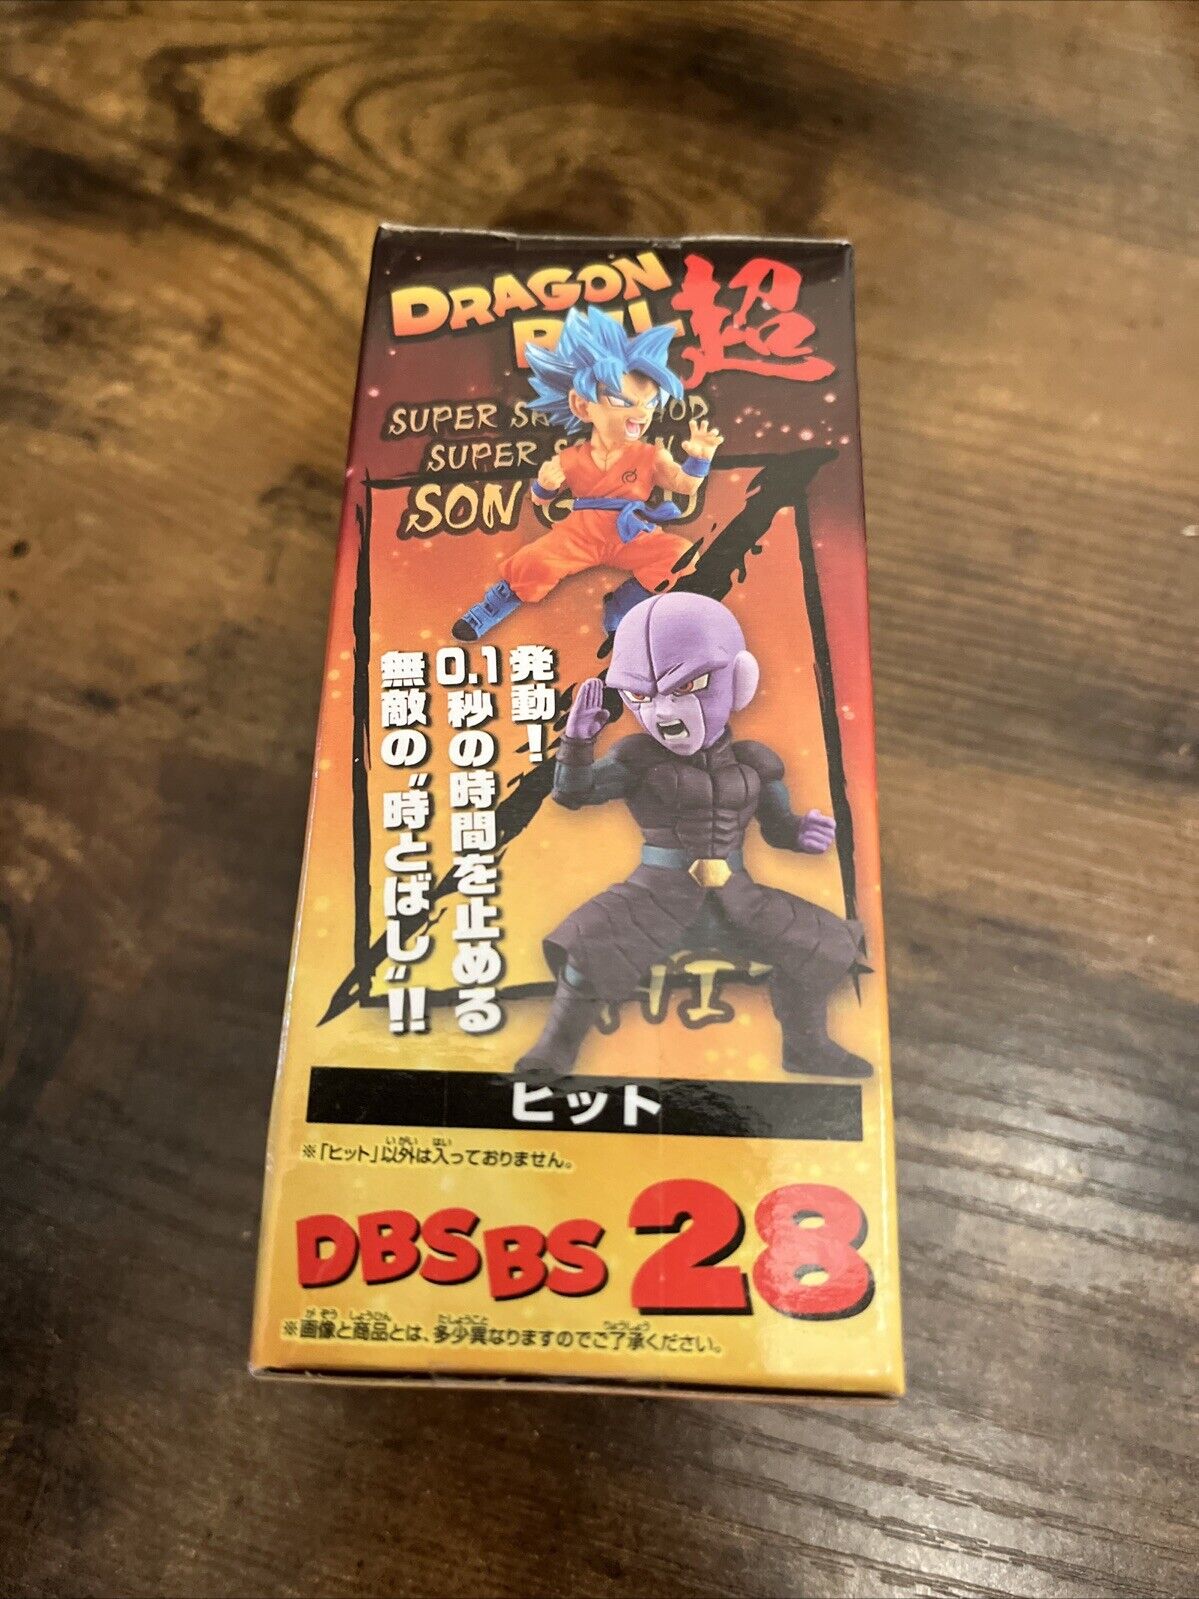 DRAGON
超
SUPER
SUPER
SON
発動!
0.1秒の時間を止める
無敵の"時とばし"!!
HIT
ヒット
※「ヒット」以外は入っておりません。
DBSBS 28
※画像と商品とは、多少異なりますのでご了承ください。